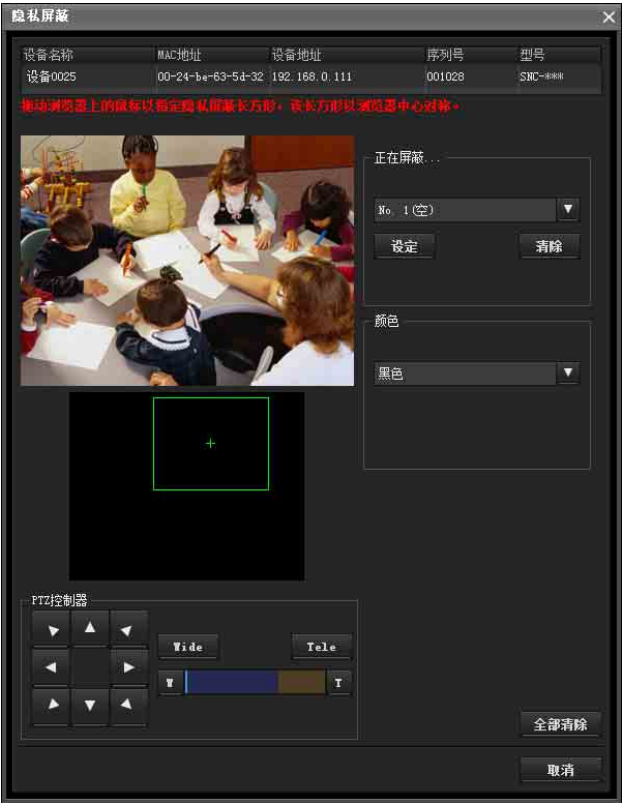 隐私屏蔽
设备名称 MAC地址 设备地址 序列号 型号
设备0025 00-24-be-63-5d-32 192.168.0.111 001028 SNC-***
拖动浏览器上的鼠标以指定隐私屏蔽长方形。该长方形以浏览器中心对称。
正在屏蔽...
No. 1(空)
设定 清除
颜色
黑色
PTZ控制器
Wide Tele
W T
全部清除
取消